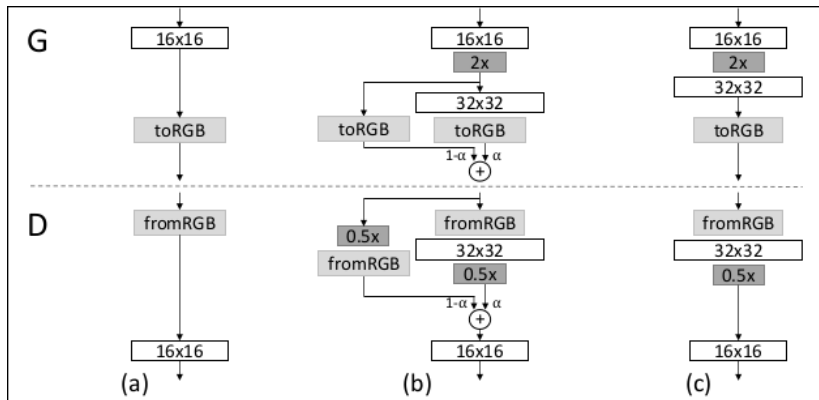 G
16x16
16x16
16x16
2x
2x
32x32
32x32
toRGB
toRGB
toRGB
toRGB
1-α
α
+
D
fromRGB
fromRGB
fromRGB
0.5x
32x32
32x32
fromRGB
0.5x
0.5x
1-α
α
+
16x16
16x16
16x16
(a)
(b)
(c)